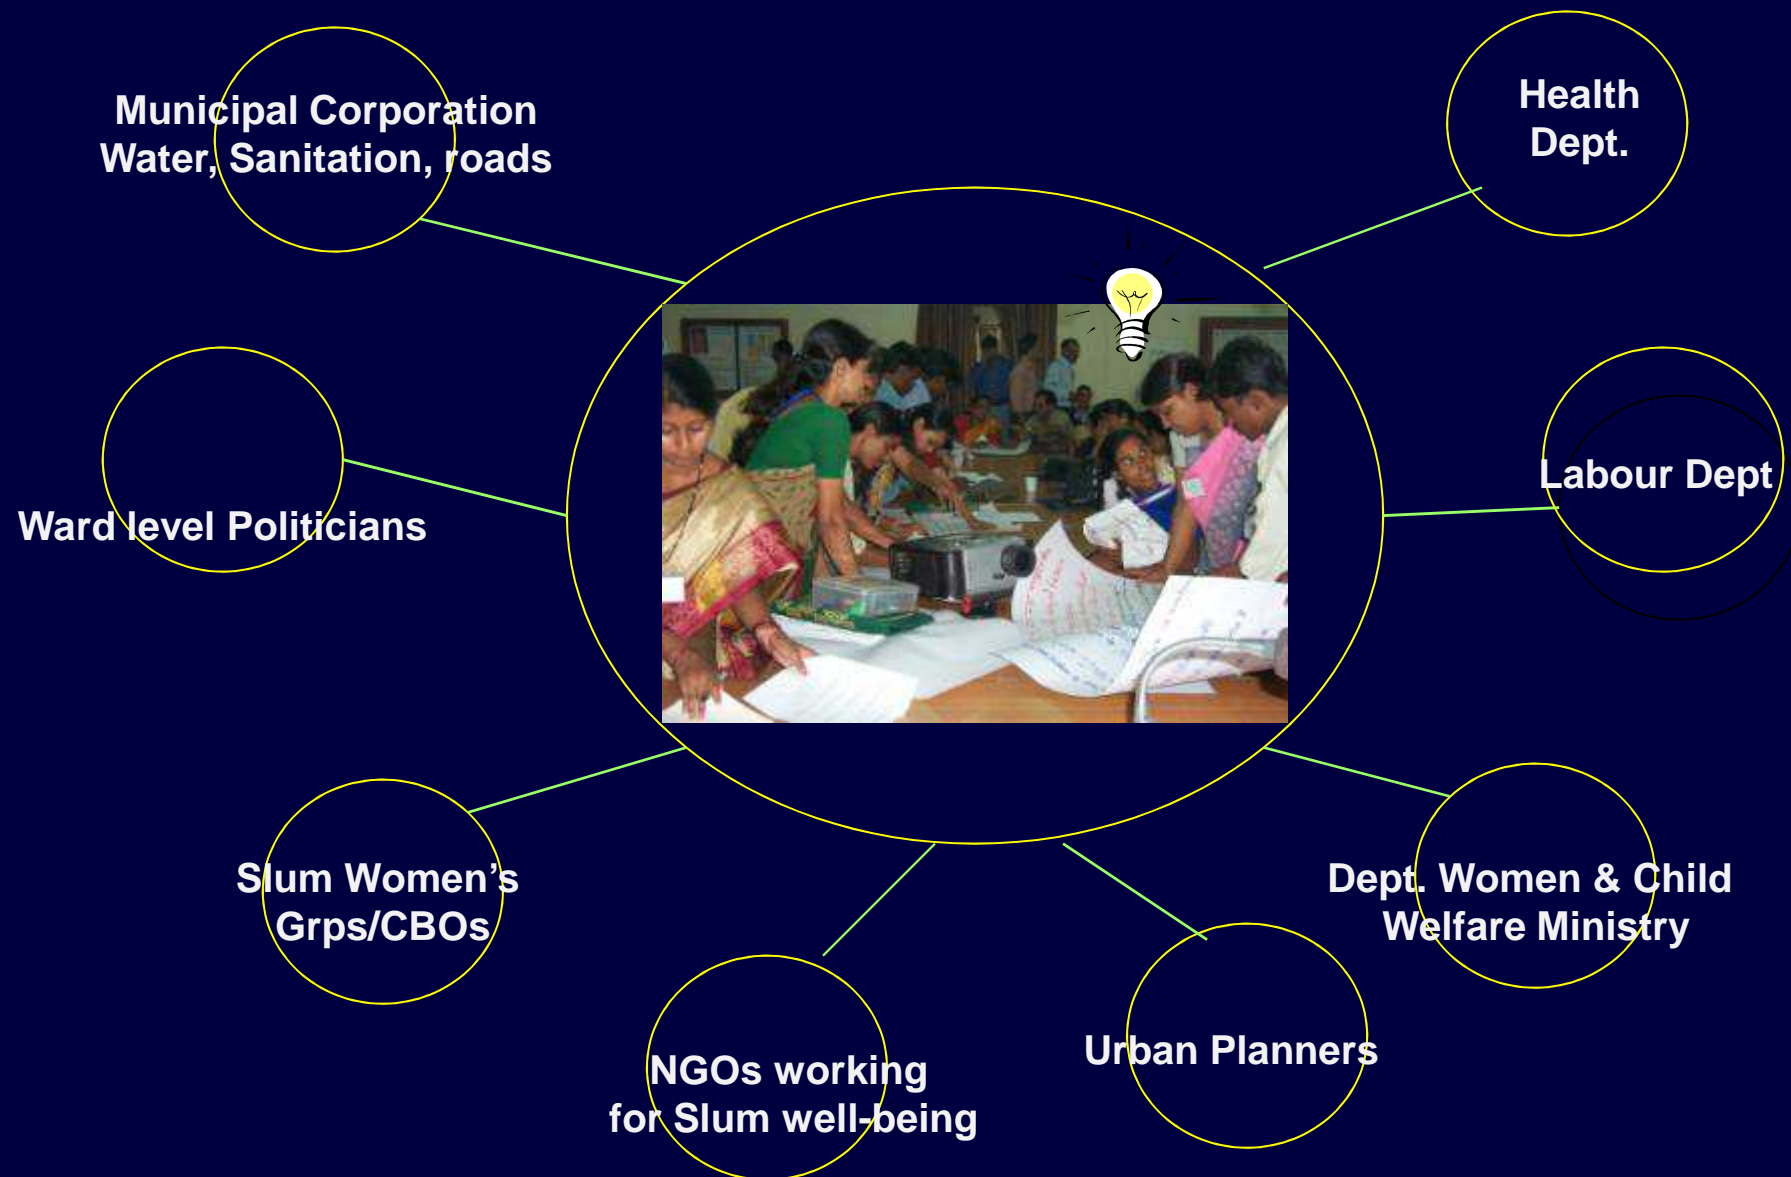 Municipal Corporation
Water, Sanitation, roads
Health
Dept.
Labour Dept
Ward level Politicians
Slum Women’s
Grps/CBOs
Dept. Women & Child
Welfare Ministry
Urban Planners
NGOs working
for Slum well-being